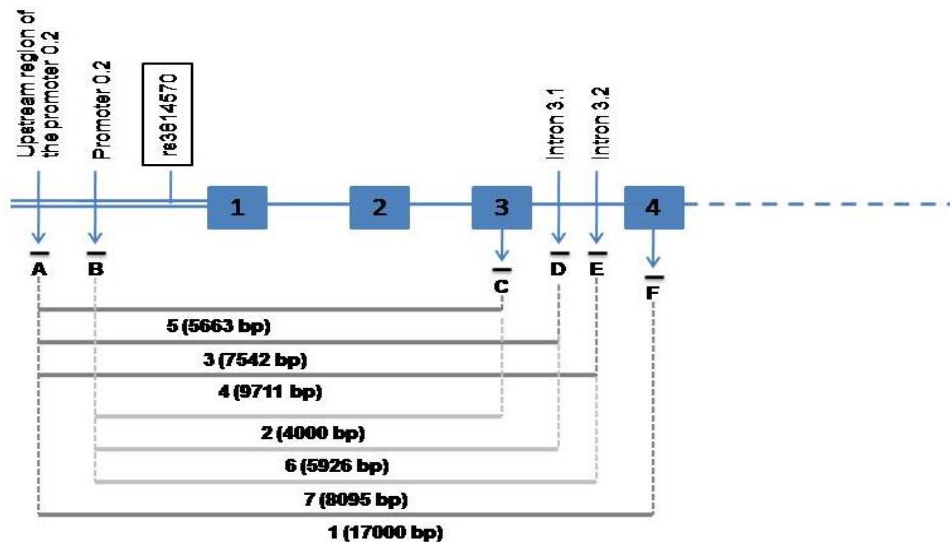 Upstream region of
the promoter 0.2
Promoter 0.2
rs3814570
Intron 3.1
Intron 3.2
1
2
3
4
A
B
C
D
E
F
5 (5663 bp)
3 (7542 bp)
4 (9711 bp)
2 (4000 bp)
6 (5926 bp)
7 (8095 bp)
1 (17000 bp)